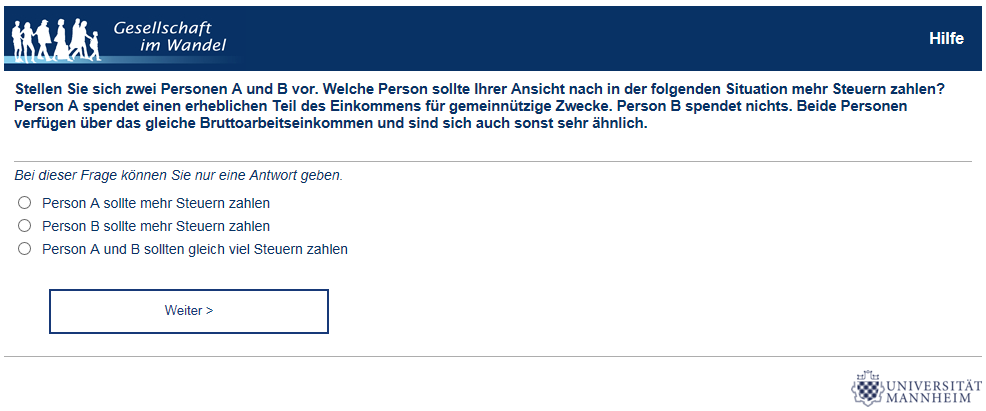 Gesellschaft
im Wandel
Hilfe
Stellen Sie sich zwei Personen A und B vor. Welche Person sollte Ihrer Ansicht nach in der folgenden Situation mehr Steuern zahlen?
Person A spendet einen erheblichen Teil des Einkommens für gemeinnützige Zwecke. Person B spendet nichts. Beide Personen
verfügen über das gleiche Bruttoarbeitseinkommen und sind sich auch sonst sehr ähnlich.
Bei dieser Frage können Sie nur eine Antwort geben.
Person A sollte mehr Steuern zahlen
Person B sollte mehr Steuern zahlen
Person A und B sollten gleich viel Steuern zahlen
Weiter >
UNIVERSITÄT
MANNHEIM